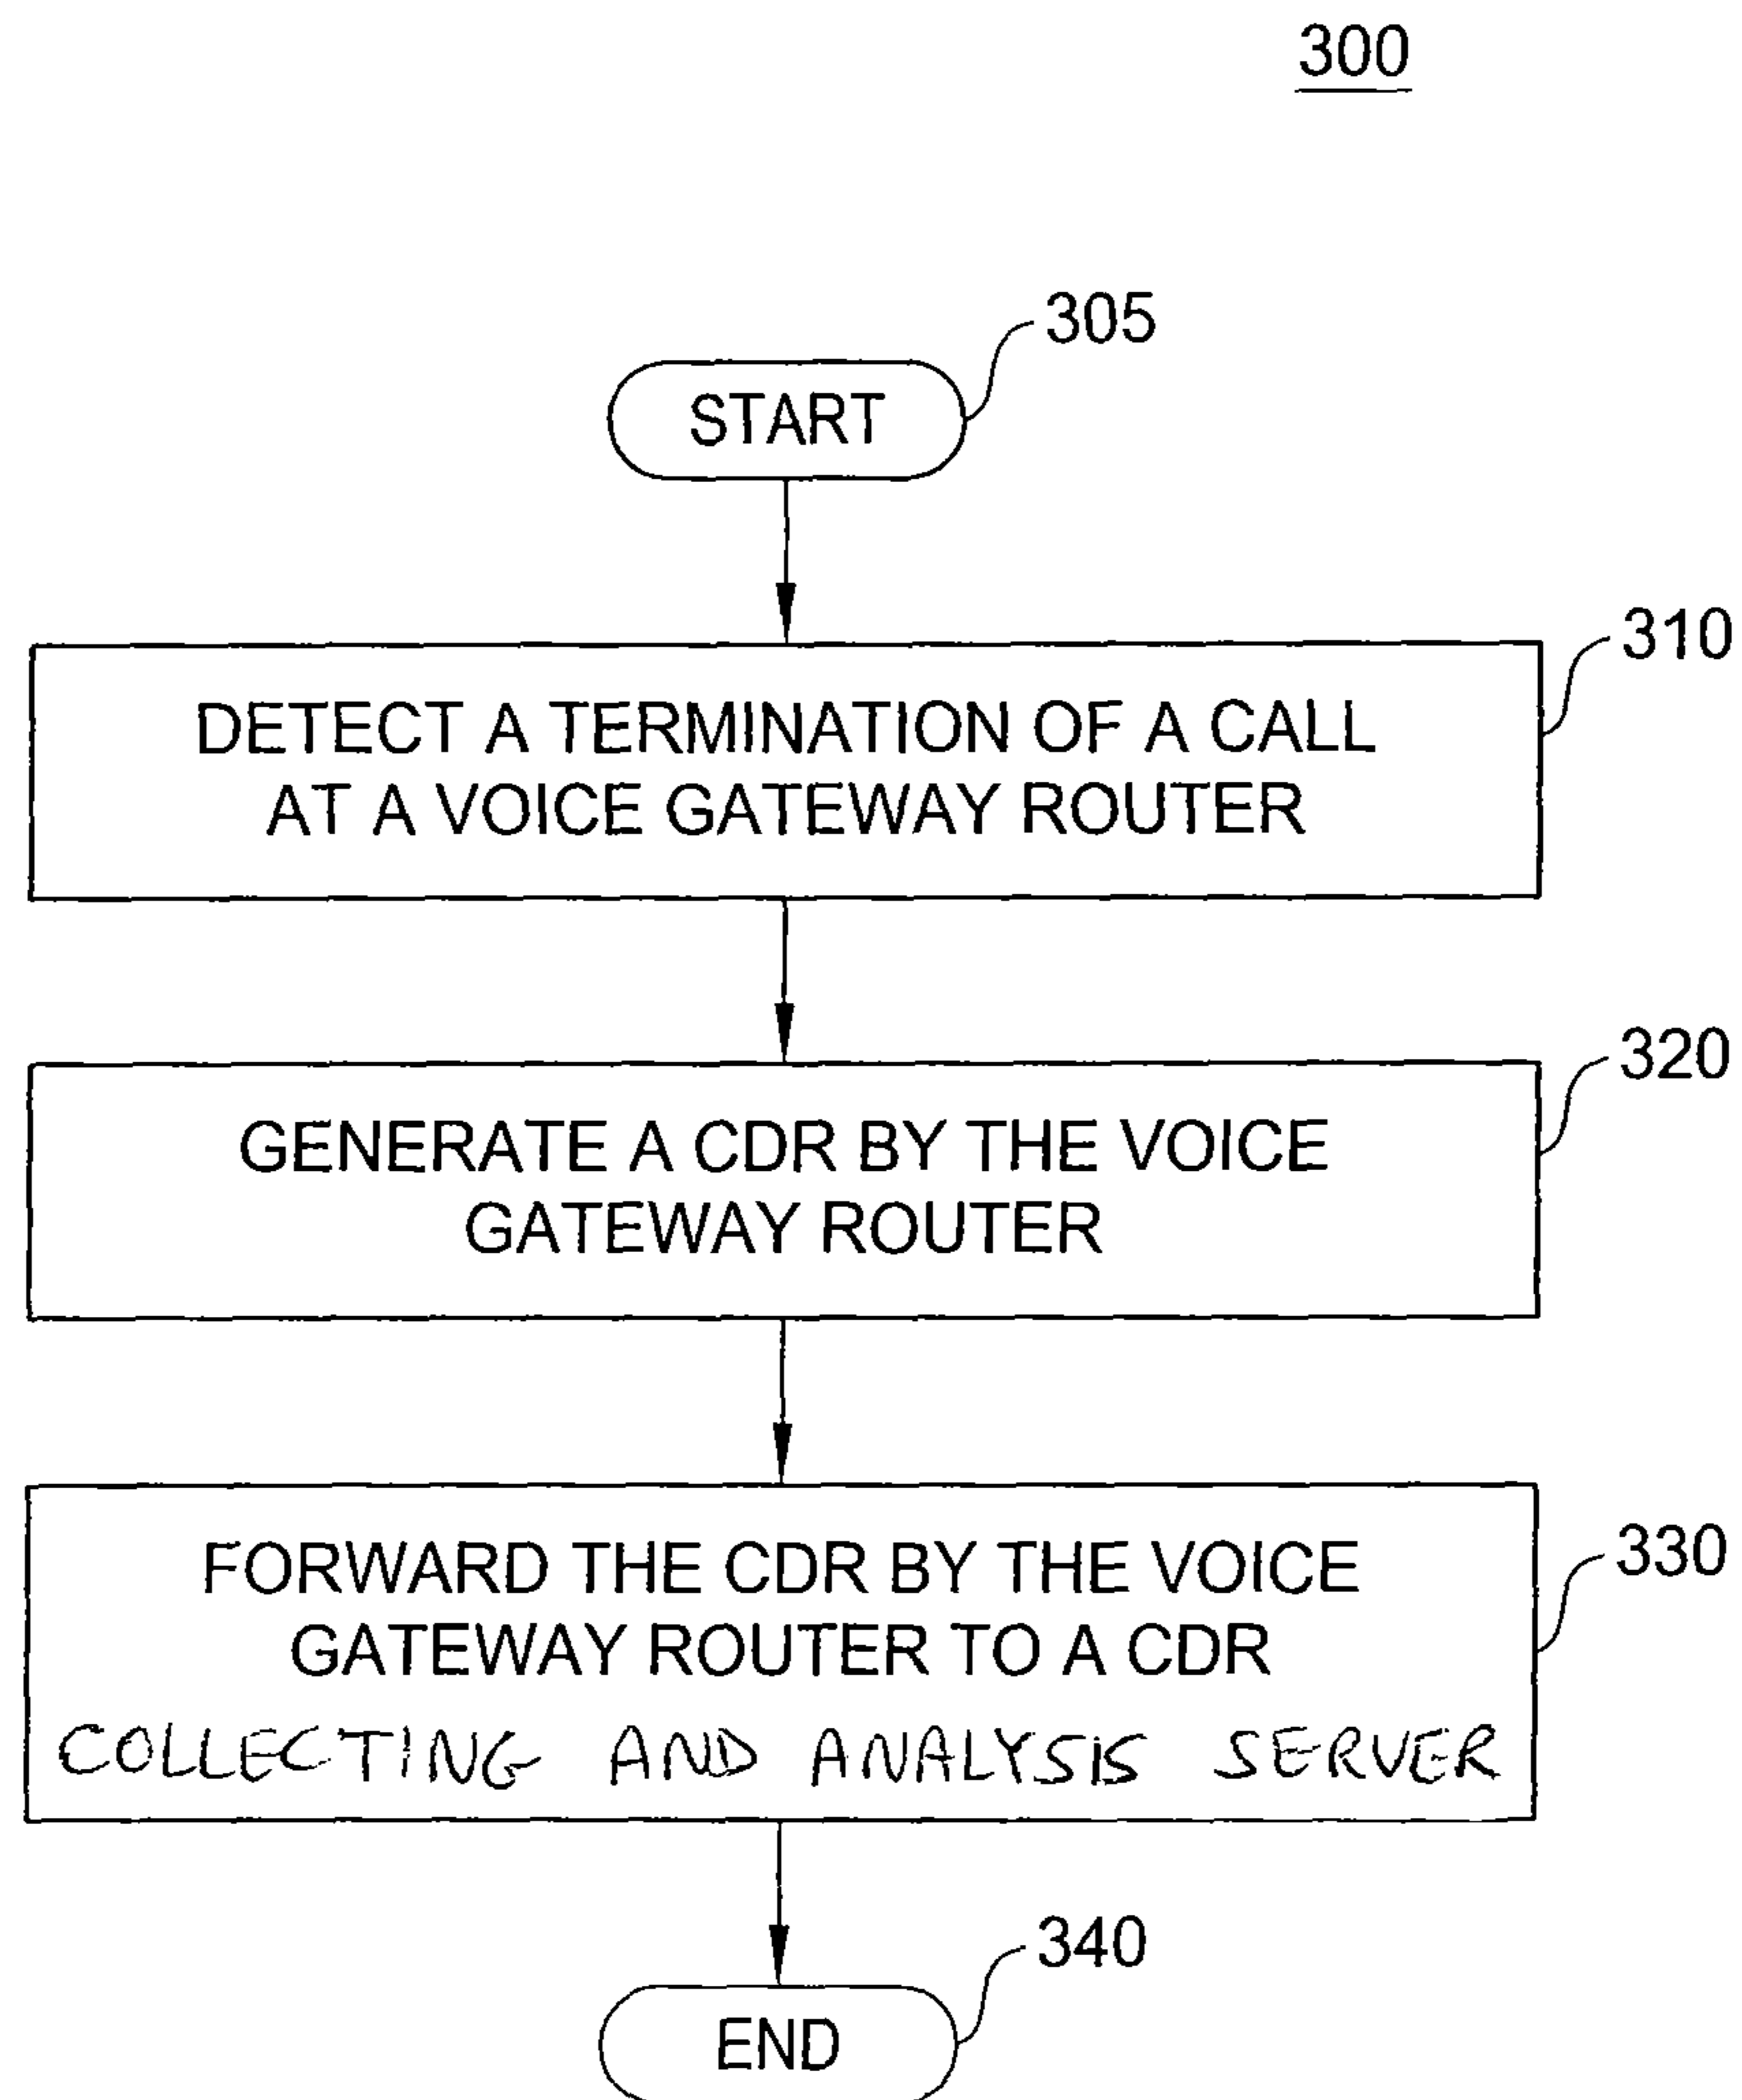 300
305
START
310
DETECT A TERMINATION OF A CALL
AT A VOICE GATEWAY ROUTER
320
GENERATE A CDR BY THE VOICE
GATEWAY ROUTER
330
FORWARD THE CDR BY THE VOICE
GATEWAY ROUTER TO A CDR
COLLECTING AND ANALYSIS SERVER
340
END